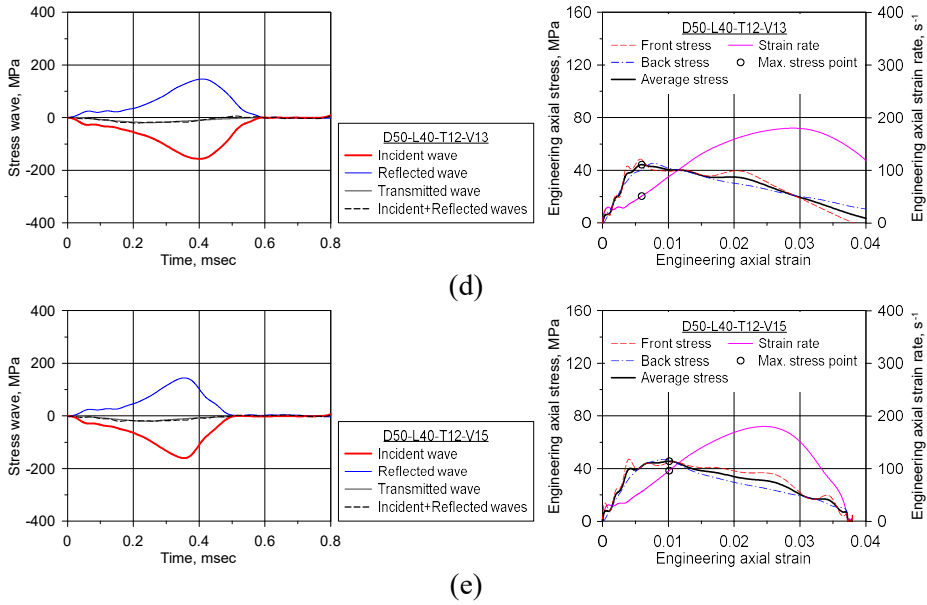 400
200
0
-200
-400
Stress wave, MPa
0 0.2 0.4 0.6 0.8
Time, msec
D50-L40-T12-V13
Incident wave
Reflected wave
Transmitted wave
Incident+Reflected waves
160
120
80
40
0
Engineering axial stress, MPa
D50-L40-T12-V13
Front stress Strain rate
Back stress Max. stress point
Average stress
400
300
200
100
0
Engineering axial strain rate, s-1
0 0.01 0.02 0.03 0.04
Engineering axial strain
(d)
400
200
0
-200
-400
Stress wave, MPa
0 0.2 0.4 0.6 0.8
Time, msec
D50-L40-T12-V15
Incident wave
Reflected wave
Transmitted wave
Incident+Reflected waves
160
120
80
40
0
Engineering axial stress, MPa
D50-L40-T12-V15
Front stress Strain rate
Back stress Max. stress point
Average stress
400
300
200
100
0
Engineering axial strain rate, s-1
0 0.01 0.02 0.03 0.04
Engineering axial strain
(e)